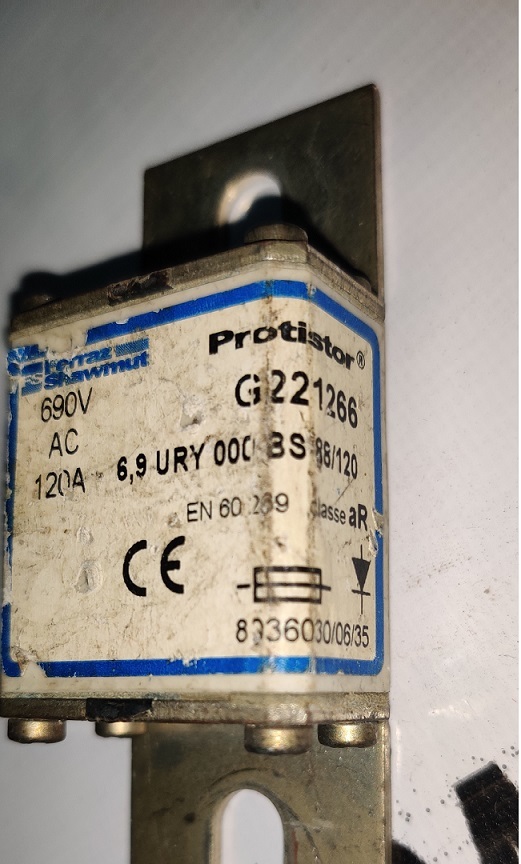 Protistor®
Ferraz
Shawmut
G221266
690V
AC
120A
6,9 URY 000 BS 88/120
EN 60 269 classe aR
CE
30/06/35